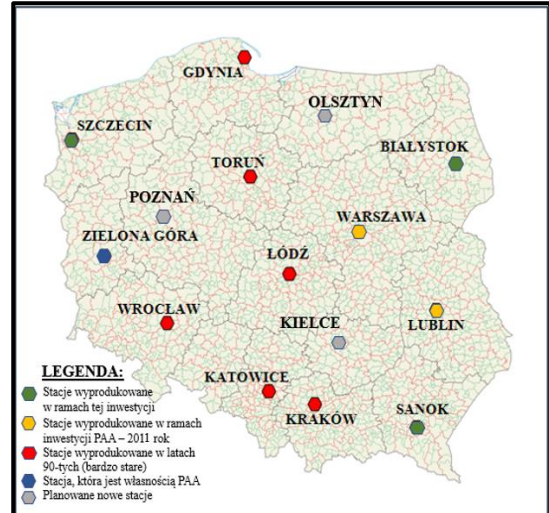 GDYNIA
OLSZTYN
SZCZECIN
BIAŁYSTOK
TORUŃ
POZNAŃ
WARSZAWA
ZIELONA GÓRA
ŁÓDŹ
WROCŁAW
KIELCE
LUBLIN
LEGENDA:
Stacje wyprodukowane
w ramach tej inwestycji
Stacje wyprodukowane w ramach
inwestycji PAA – 2011 rok
Stacje wyprodukowane w latach
90-tych (bardzo stare)
Stacja, która jest własnością PAA
Planowane nowe stacje
KATOWICE
KRAKÓW
SANOK